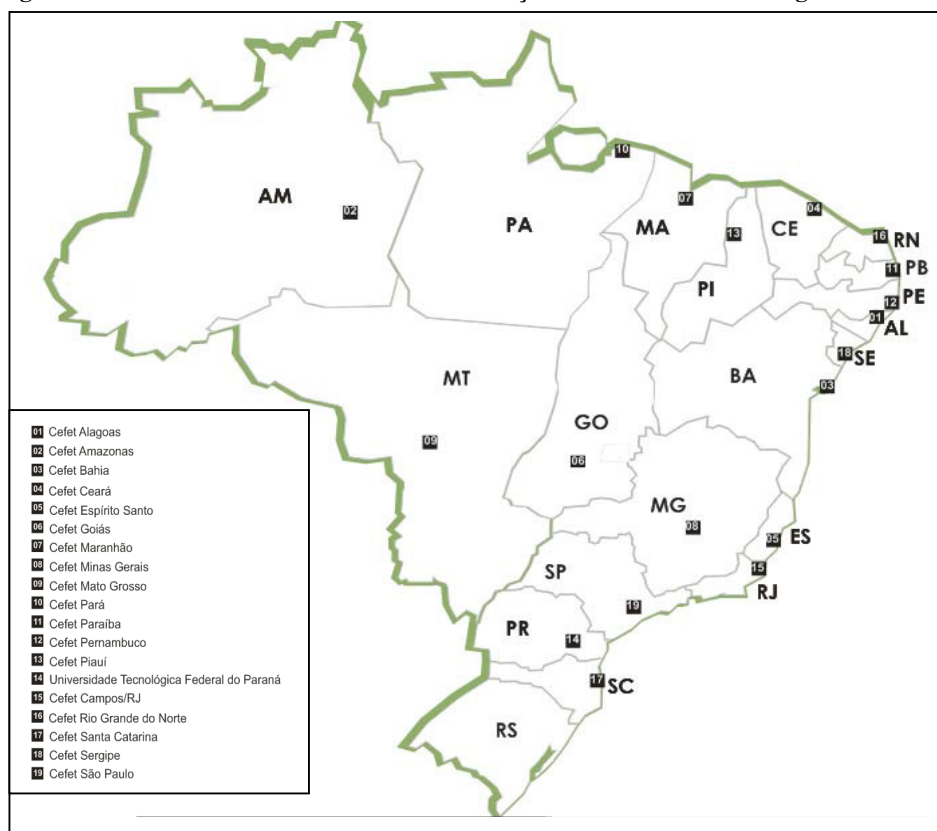 AM
02
PA
10
MA
07
13
CE
04
16 RN
11 PB
PI
12 PE
01
AL
18 SE
MT
BA
03
GO
09
06
MG
08
ES
05
15
RJ
SP
19
PR
14
17 SC
RS
01 Cefet Alagoas
02 Cefet Amazonas
03 Cefet Bahia
04 Cefet Ceará
05 Cefet Espírito Santo
06 Cefet Goiás
07 Cefet Maranhão
08 Cefet Minas Gerais
09 Cefet Mato Grosso
10 Cefet Pará
11 Cefet Paraíba
12 Cefet Pernambuco
13 Cefet Piauí
14 Universidade Tecnológica Federal do Paraná
15 Cefet Campos/RJ
16 Cefet Rio Grande do Norte
17 Cefet Santa Catarina
18 Cefet Sergipe
19 Cefet São Paulo